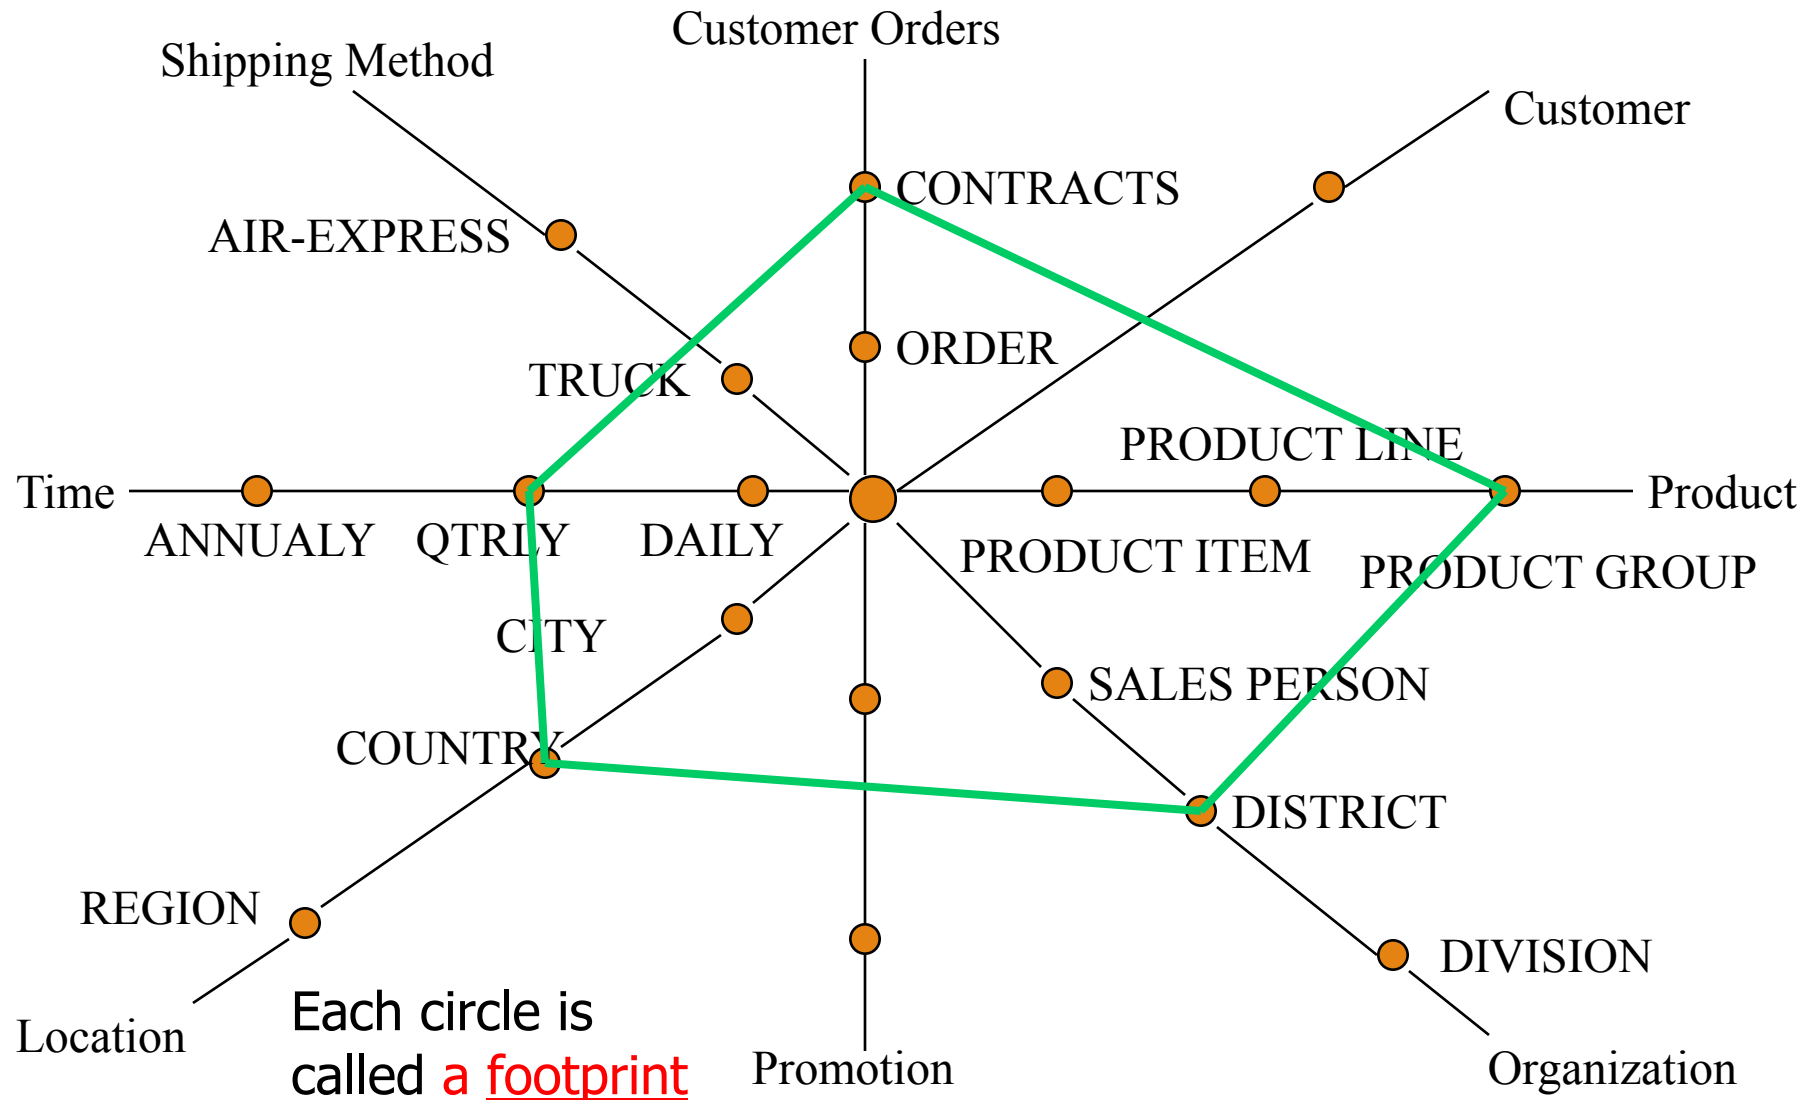 Customer Orders
Shipping Method
Customer
CONTRACTS
AIR-EXPRESS
ORDER
TRUCK
PRODUCT LINE
Time
Product
ANNUALY
QTRLY
DAILY
PRODUCT ITEM
PRODUCT GROUP
CITY
SALES PERSON
COUNTRY
DISTRICT
REGION
DIVISION
Each circle is
called a footprint
Location
Promotion
Organization